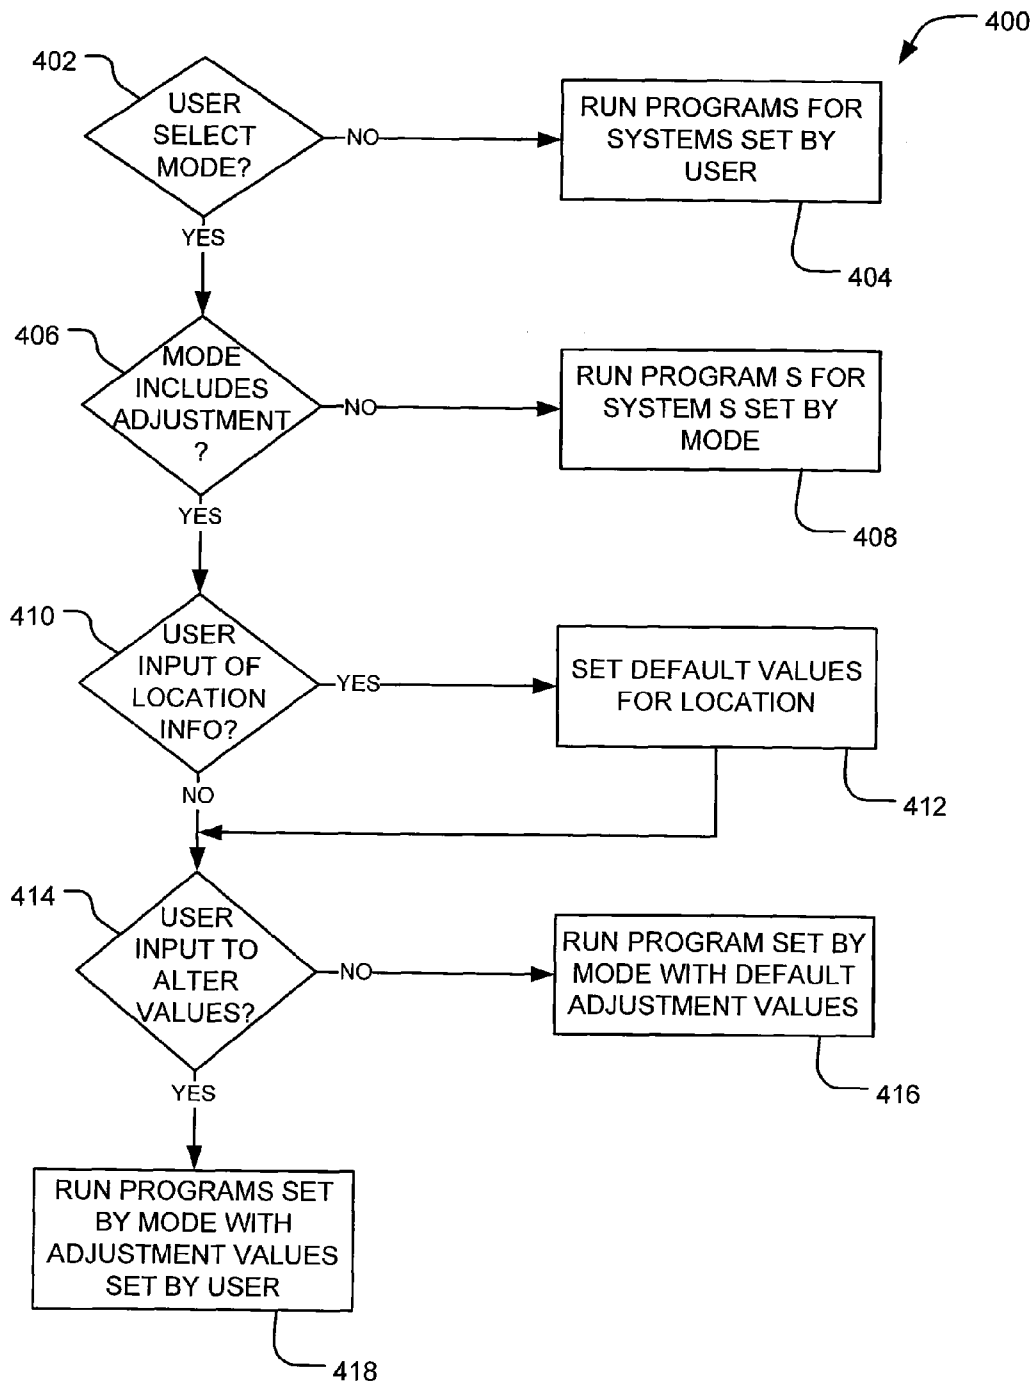 400
402
USER
SELECT
MODE?
NO
RUN PROGRAMS FOR
SYSTEMS SET BY
USER
404
YES
406
MODE
INCLUDES
ADJUSTMENT
?
NO
RUN PROGRAM S FOR
SYSTEM S SET BY
MODE
408
YES
410
USER
INPUT OF
LOCATION
INFO?
YES
SET DEFAULT VALUES
FOR LOCATION
412
NO
414
USER
INPUT TO
ALTER
VALUES?
NO
RUN PROGRAM SET BY
MODE WITH DEFAULT
ADJUSTMENT VALUES
416
YES
RUN PROGRAMS SET
BY MODE WITH
ADJUSTMENT VALUES
SET BY USER
418